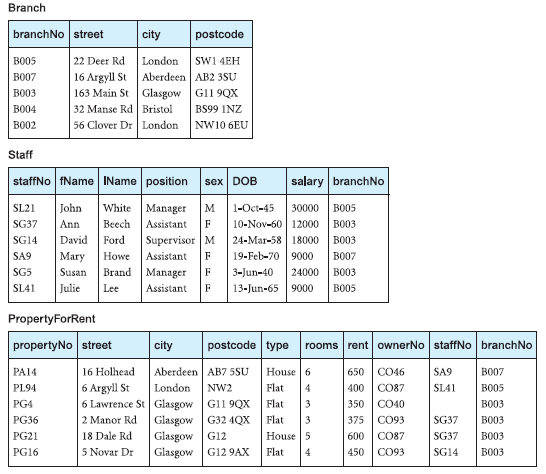 Branch
branchNo street city postcode
B005 22 Deer Rd London SW1 4EH
B007 16 Argyll St Aberdeen AB2 3SU
B003 163 Main St Glasgow G11 9QX
B004 32 Manse Rd Bristol BS99 1NZ
B002 56 Clover Dr London NW10 6EU
Staff
staffNo fName lName position sex DOB salary branchNo
SL21 John White Manager M 1-Oct-45 30000 B005
SG37 Ann Beech Assistant F 10-Nov-60 12000 B003
SG14 David Ford Supervisor M 24-Mar-58 18000 B003
SA9 Mary Howe Assistant F 19-Feb-70 9000 B007
SG5 Susan Brand Manager F 3-Jun-40 24000 B003
SL41 Julie Lee Assistant F 13-Jun-65 9000 B005
PropertyForRent
propertyNo street city postcode type rooms rent ownerNo staffNo branchNo
PA14 16 Holhead Aberdeen AB7 5SU House 6 650 CO46 SA9 B007
PL94 6 Argyll St London NW2 Flat 4 400 CO87 SL41 B005
PG4 6 Lawrence St Glasgow G11 9QX Flat 3 350 CO40 B003
PG36 2 Manor Rd Glasgow G32 4QX Flat 3 375 CO93 SG37 B003
PG21 18 Dale Rd Glasgow G12 House 5 600 CO87 SG37 B003
PG16 5 Novar Dr Glasgow G12 9AX Flat 4 450 CO93 SG14 B003